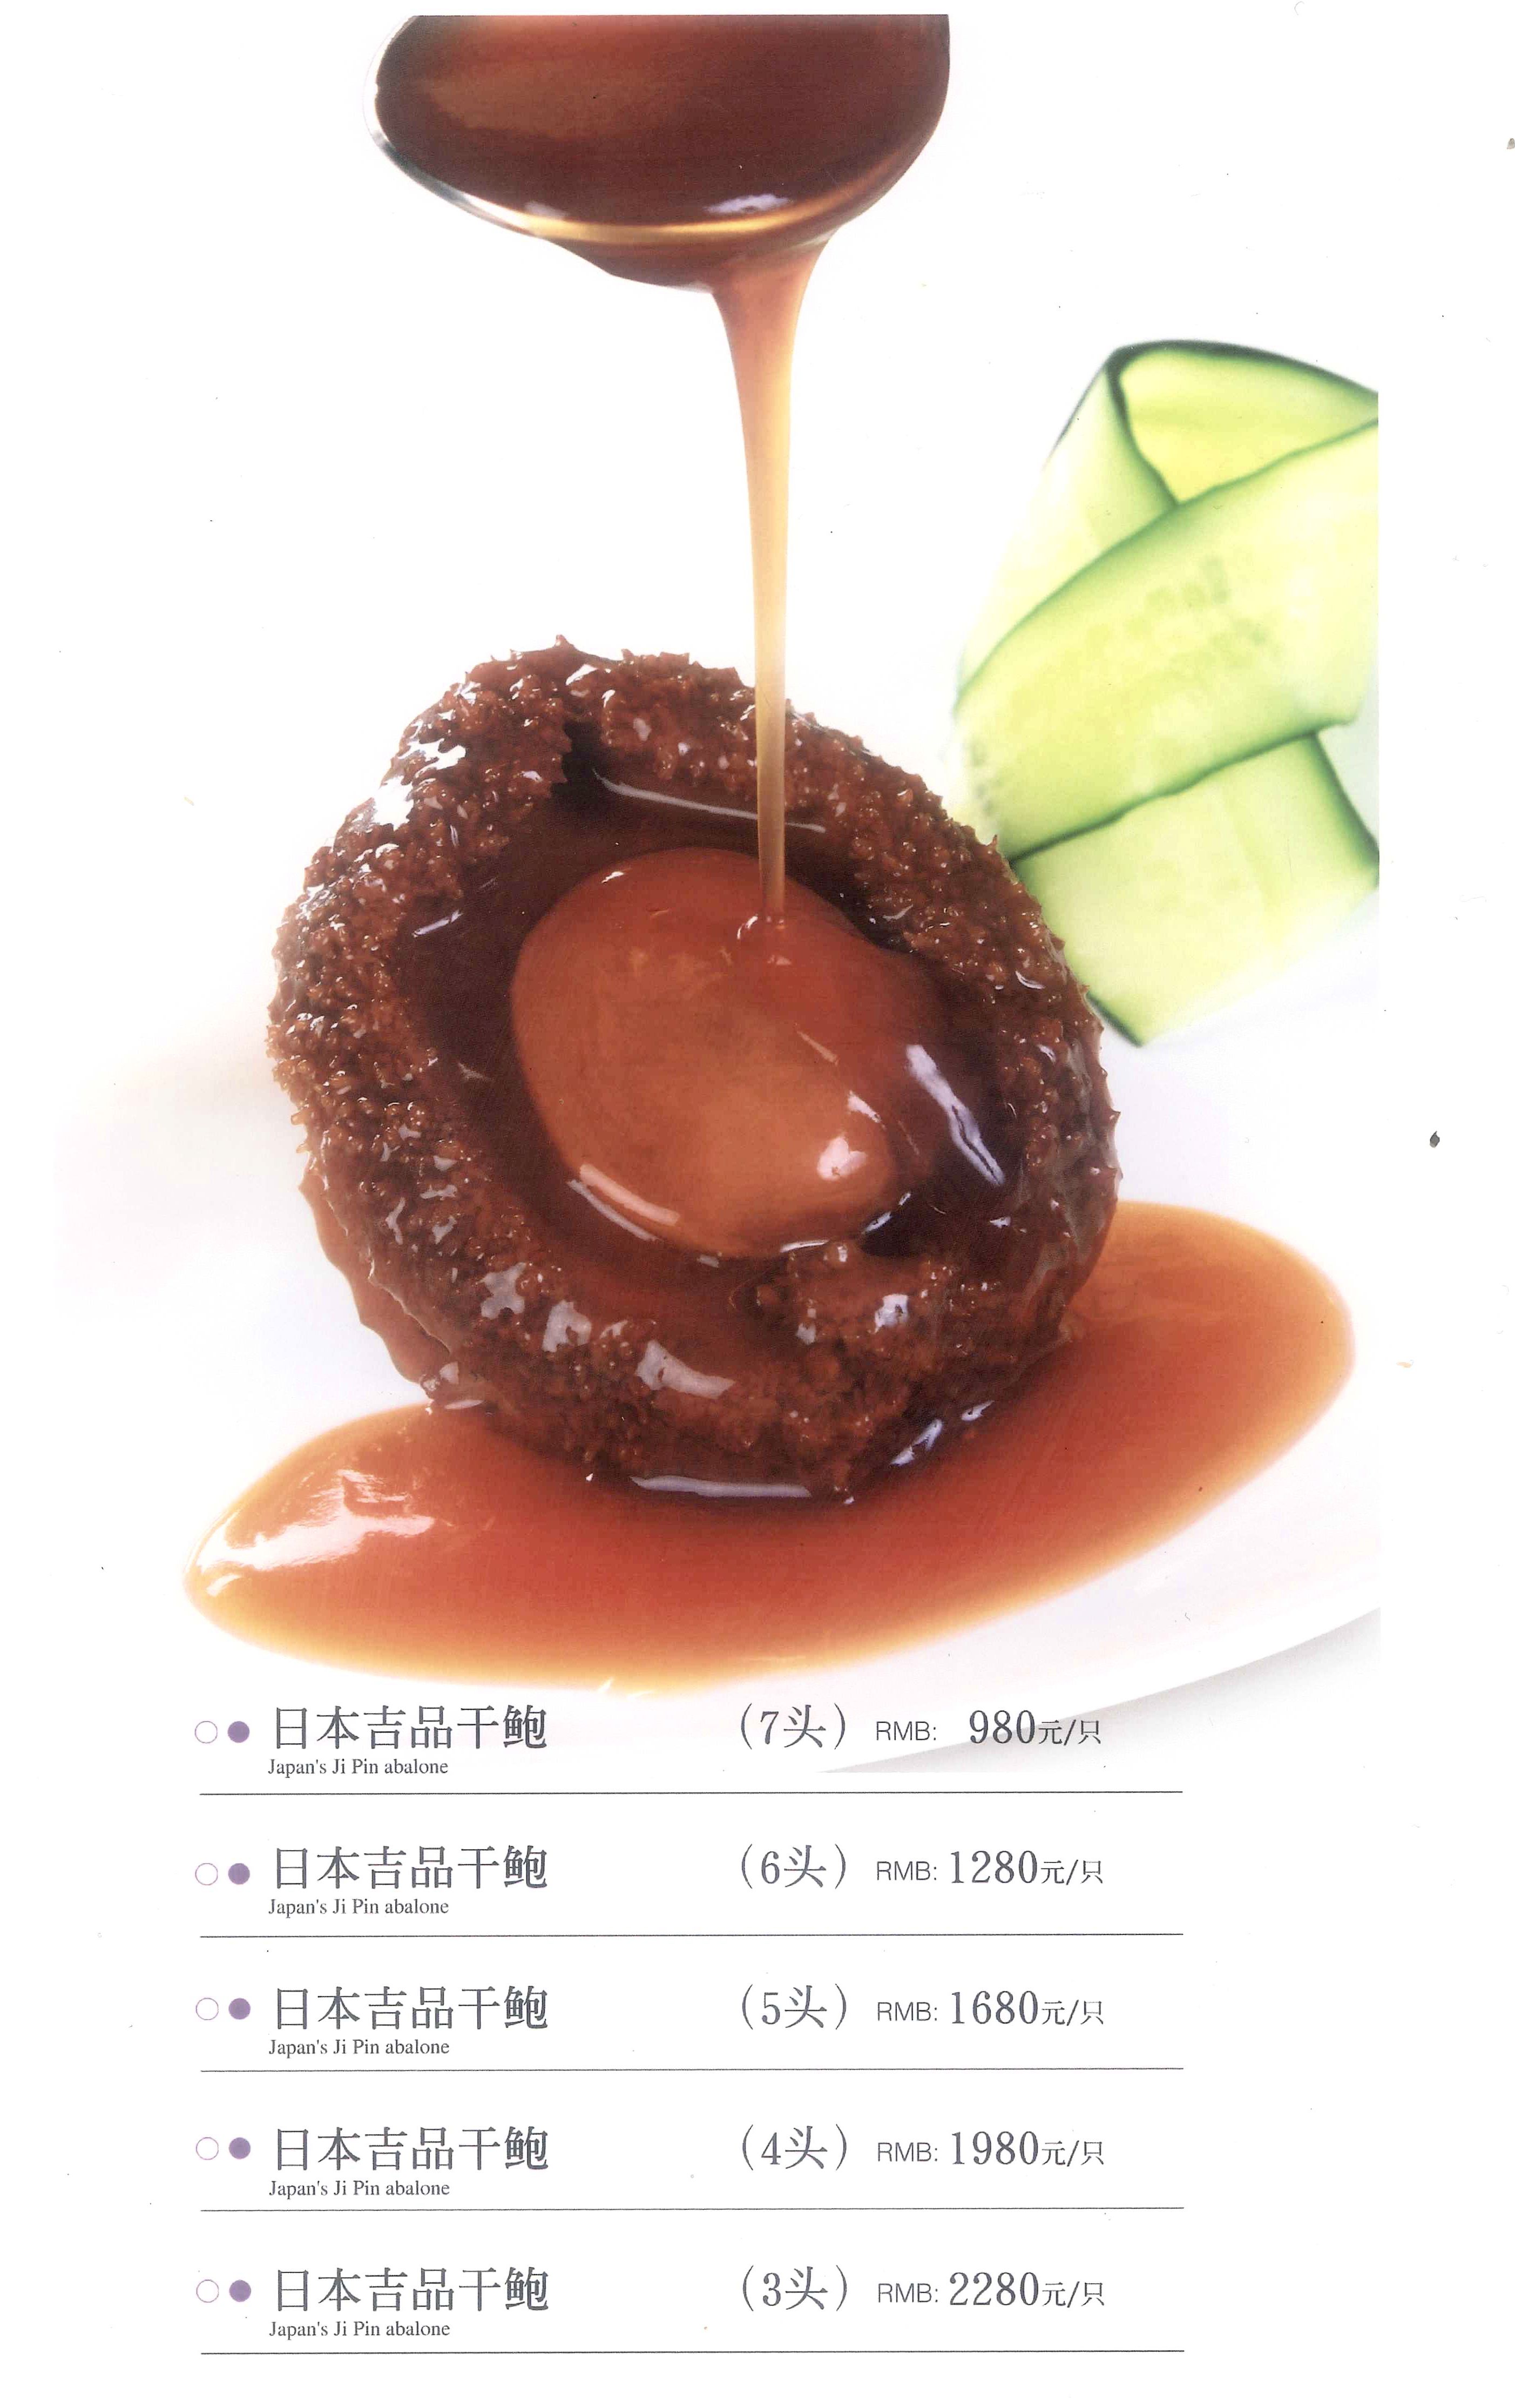 日本吉品干鲍 （7头） RMB: 980元/只
Japan's Ji Pin abalone
日本吉品干鲍 （6头） RMB: 1280元/只
Japan's Ji Pin abalone
日本吉品干鲍 （5头） RMB: 1680元/只
Japan's Ji Pin abalone
日本吉品干鲍 （4头） RMB: 1980元/只
Japan's Ji Pin abalone
日本吉品干鲍 （3头） RMB: 2280元/只
Japan's Ji Pin abalone